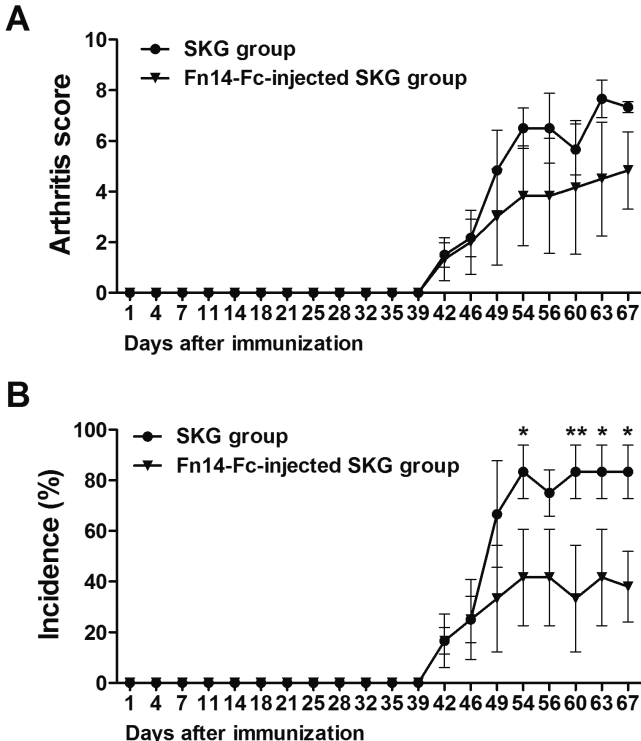 A
10
SKG group
Fn14-Fc-injected SKG group
8
6
4
2
0
Arthritis score
1 4 7 11 14 18 21 25 28 32 35 39 42 46 49 54 56 60 63 67
Days after immunization
B
100
SKG group
Fn14-Fc-injected SKG group
* ** * *
80
60
40
20
0
Incidence (%)
1 4 7 11 14 18 21 25 28 32 35 39 42 46 49 54 56 60 63 67
Days after immunization